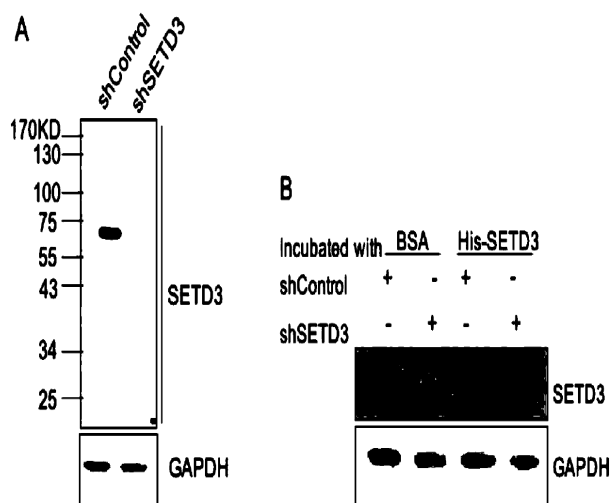 A
shControl
shSETD3
170KD
130
100
75
55
43
34
25
SETD3
GAPDH
B
Incubated with BSA His-SETD3
shControl + - + -
shSETD3 - + - +
SETD3
GAPDH